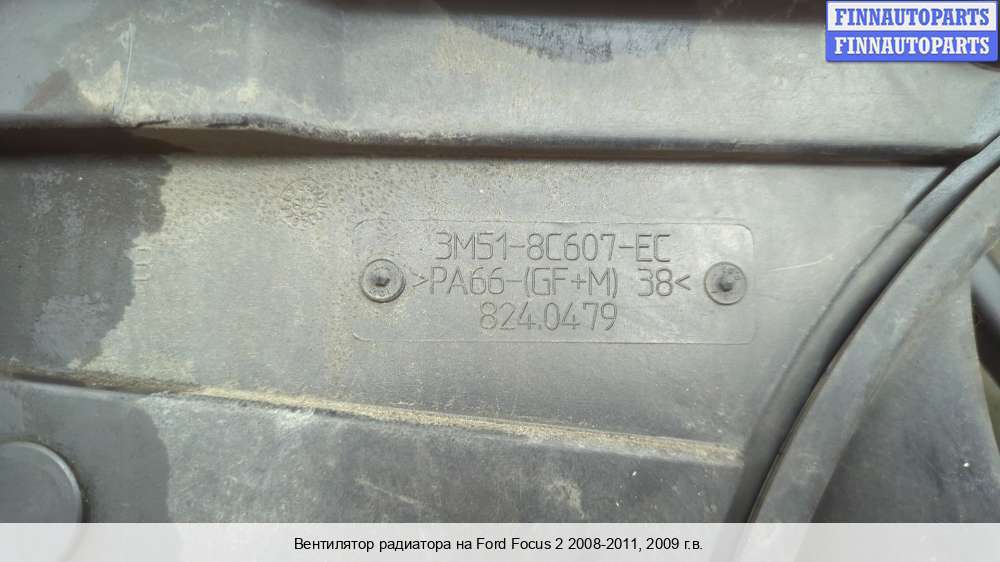 FINNAUTOPARTS
FINNAUTOPARTS
3M51-8C607-EC
>PA66-(GF+M) 38<
824.0479
Вентилятор радиатора на Ford Focus 2 2008-2011, 2009 г.в.